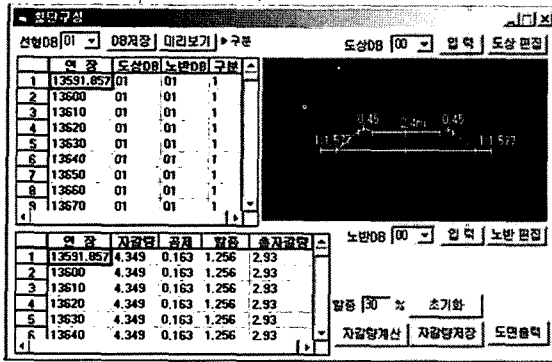 횡단구성
선형DB 01 DB저장 미리보기 구분 도상DB 00 입력 도상 편집
연 장 도상DB 노반DB 구분
1 13591.857 01 01 1
2 13600 01 01 1
3 13610 01 01 1
4 13620 01 01 1
5 13630 01 01 1
6 13640 01 01 1
7 13650 01 01 1
8 13660 01 01 1
9 13670 01 01 1
0.45 2.4m 0.45
노반DB 00 입력 노반 편집
연 장 자갈량 공제 할증 총자갈량
1 13591.857 4.349 0.163 1.256 2.93
2 13600 4.349 0.163 1.256 2.93
3 13610 4.349 0.163 1.256 2.93
4 13620 4.349 0.163 1.256 2.93
5 13630 4.349 0.163 1.256 2.93
6 13640 4.349 0.163 1.256 2.93
할증 30 % 초기화
자갈량계산 자갈량저장 도면출력